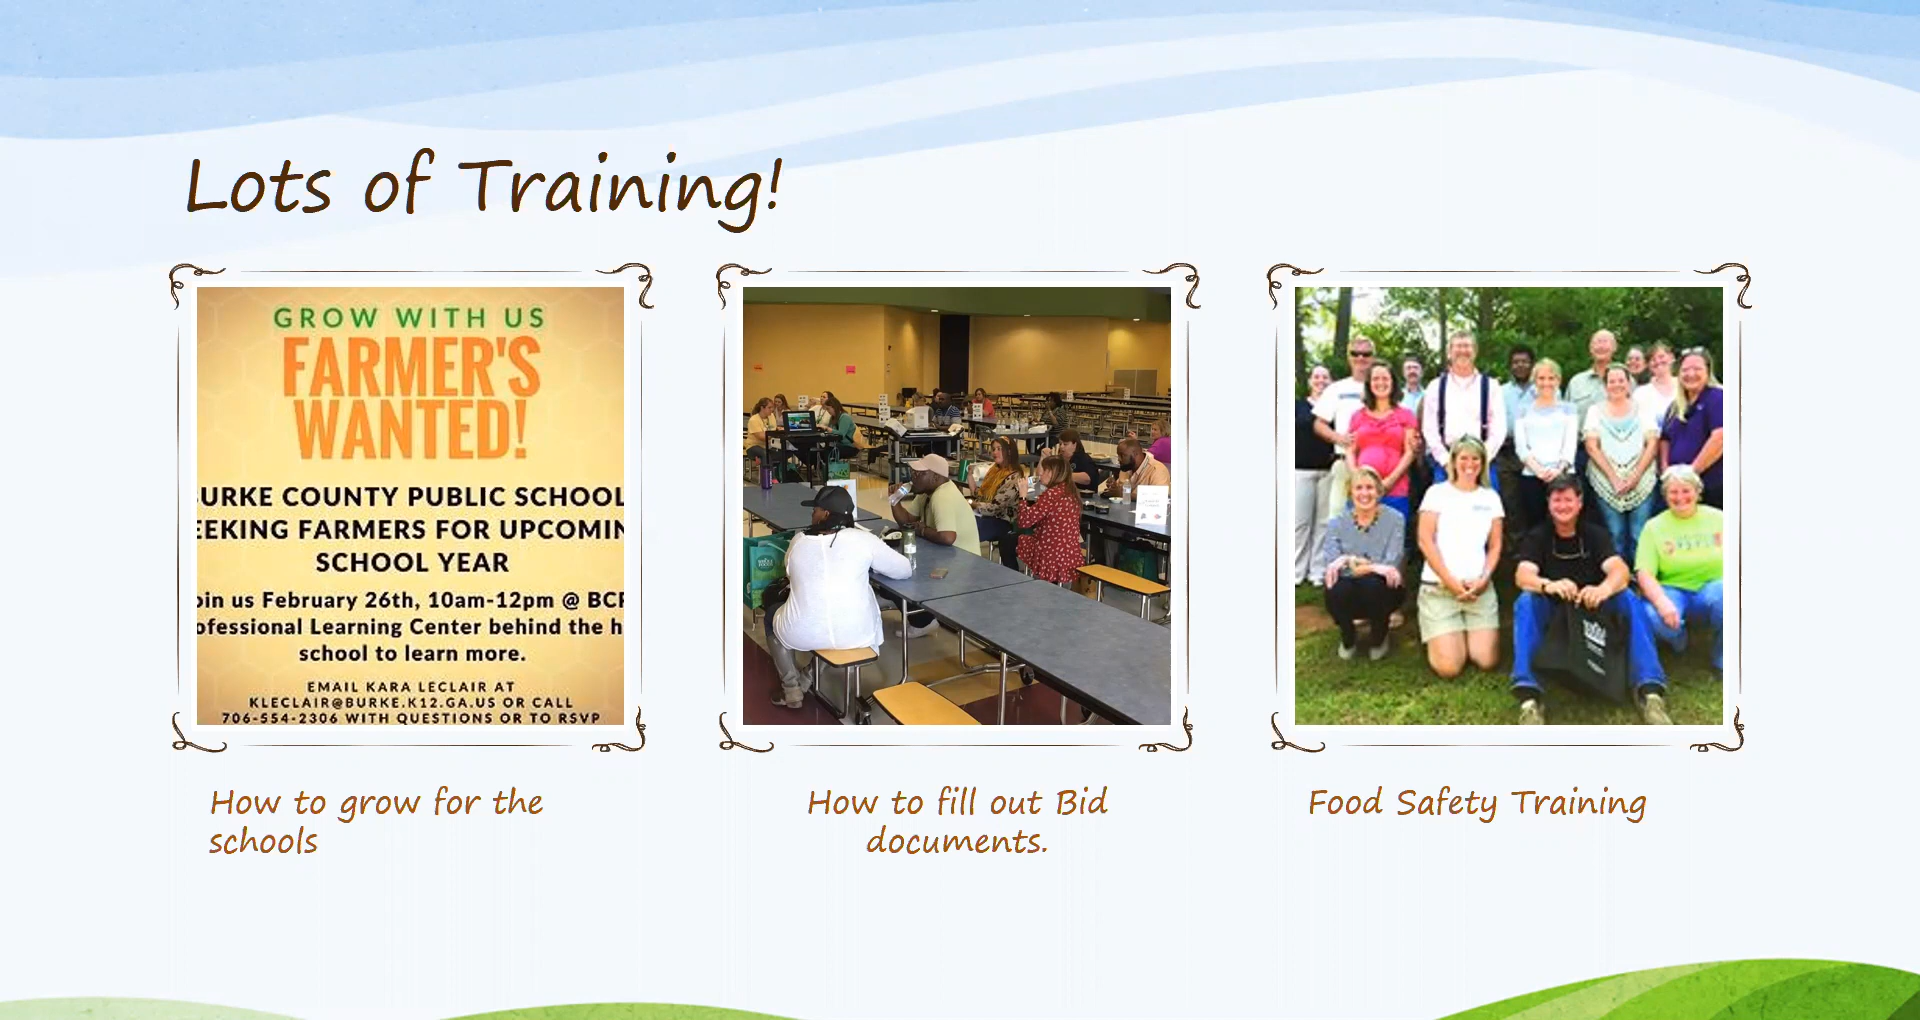 Lots of Training!
GROW WITH US
FARMER'S
WANTED!
URKE COUNTY PUBLIC SCHOOL
EEKING FARMERS FOR UPCOMIN
SCHOOL YEAR
oin us February 26th, 10am-12pm @ BCP
ofessional Learning Center behind the h
school to learn more.
EMAIL KARA LECLAIR AT
KLECLAIR@BURKE.K12.GA.US OR CALL
706-554-2306 WITH QUESTIONS OR TO RSVP
How to grow for the
schools
How to fill out Bid
documents.
Food Safety Training